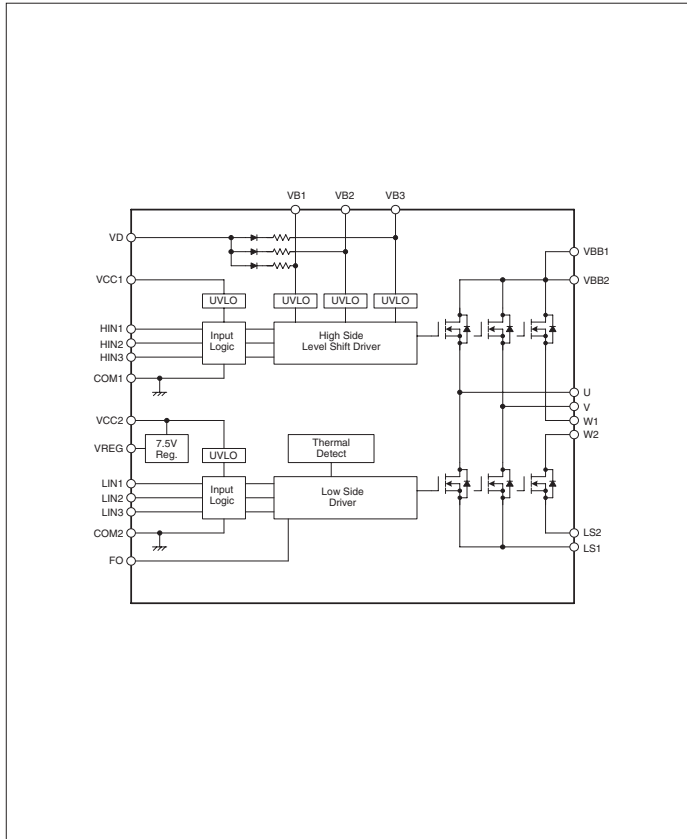 VB1 VB2 VB3
VD
VBB1
VCC1
VBB2
UVLO
UVLO UVLO UVLO
HIN1
HIN2
HIN3
Input
Logic
High Side
Level Shift Driver
COM1
U
V
W1
W2
VCC2
VREG
7.5V
Reg.
UVLO
Thermal
Detect
LIN1
LIN2
LIN3
Input
Logic
Low Side
Driver
COM2
LS2
LS1
FO